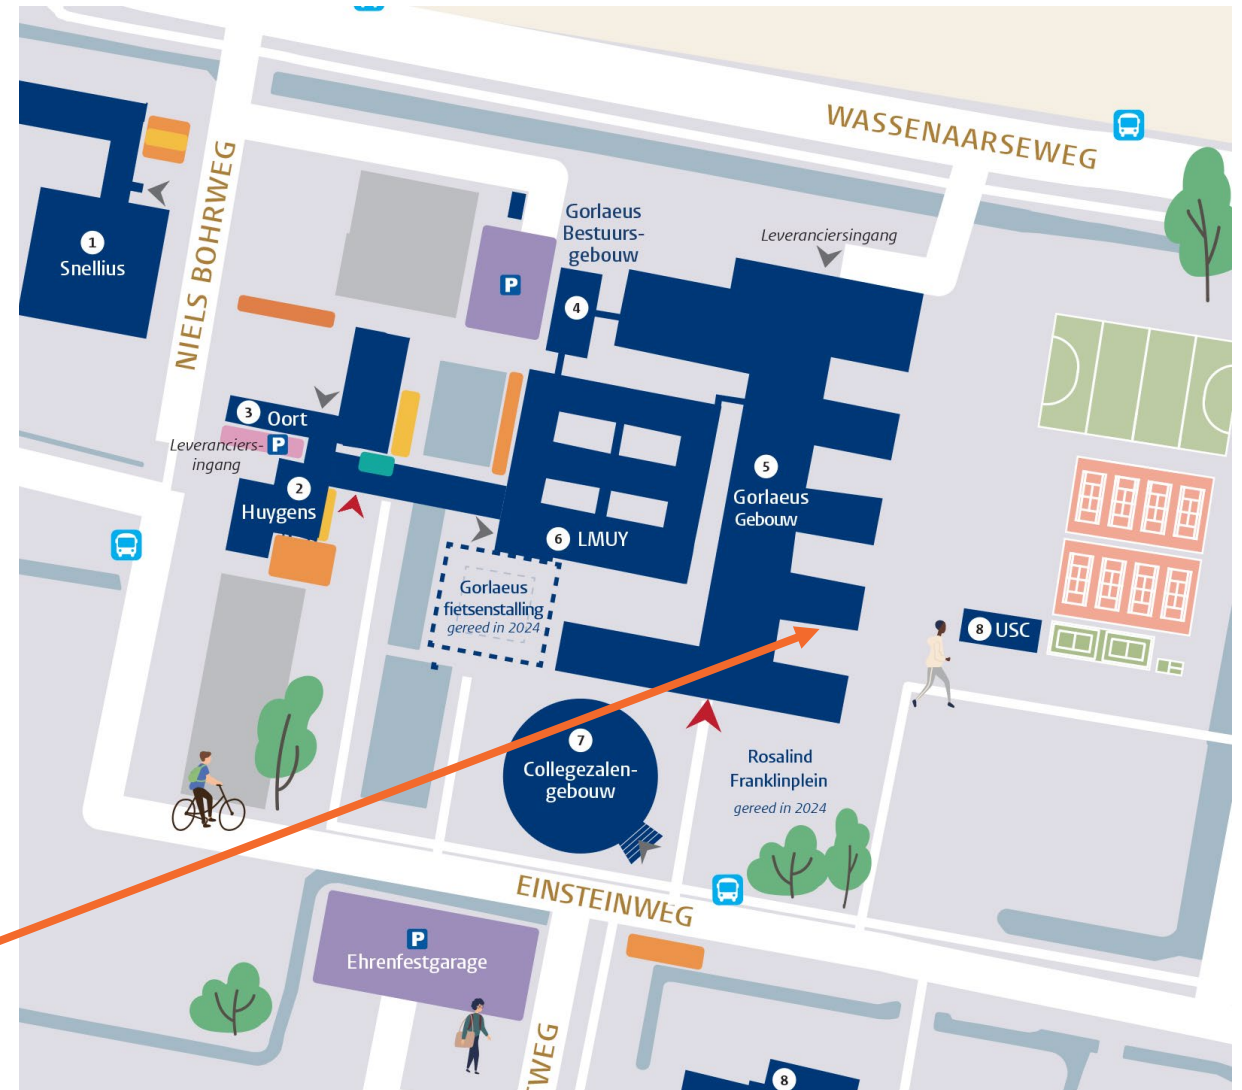 WASSENAARSEWEG
NIELS BOHRWEG
1
Snellius
Gorlaeus
Bestuurs-
gebouw
Leveranciersingang
P
4
3 Oort
Leveranciers-
ingang
P
2
Huygens
5
Gorlaeus
Gebouw
6 LMUY
Gorlaeus
fietsenstalling
gereed in 2024
8 USC
7
Collegezalen-
gebouw
Rosalind
Franklinplein
gereed in 2024
EINSTEINWEG
P
Ehrenfestgarage
WEG
8